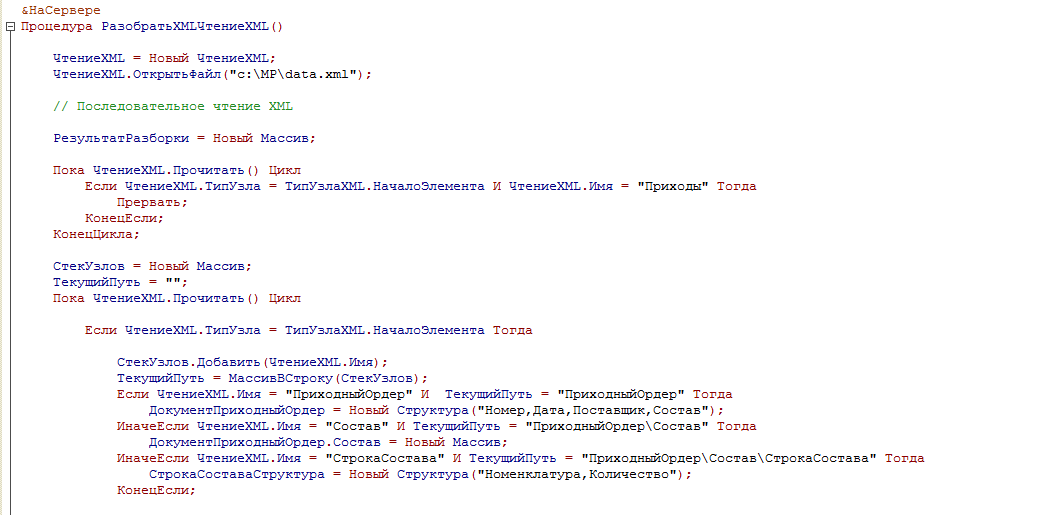 &НаСервере
Процедура РазобратьXMLЧтениеXML()
ЧтениеXML = Новый ЧтениеXML;
ЧтениеXML.ОткрытьФайл("c:\MP\data.xml");
// Последовательное чтение XML
РезультатРазборки = Новый Массив;
Пока ЧтениеXML.Прочитать() Цикл
Если ЧтениеXML.ТипУзла = ТипУзлаXML.НачалоЭлемента И ЧтениеXML.Имя = "Приходы" Тогда
Прервать;
КонецЕсли;
КонецЦикла;
СтекУзлов = Новый Массив;
ТекущийПуть = "";
Пока ЧтениеXML.Прочитать() Цикл
Если ЧтениеXML.ТипУзла = ТипУзлаXML.НачалоЭлемента Тогда
СтекУзлов.Добавить(ЧтениеXML.Имя);
ТекущийПуть = МассивВСтроку(СтекУзлов);
Если ЧтениеXML.Имя = "ПриходныйОрдер" И  ТекущийПуть = "ПриходныйОрдер" Тогда
ДокументПриходныйОрдер = Новый Структура("Номер,Дата,Поставщик,Состав");
ИначеЕсли ЧтениеXML.Имя = "Состав" И ТекущийПуть = "ПриходныйОрдер\Состав" Тогда
ДокументПриходныйОрдер.Состав = Новый Массив;
ИначеЕсли ЧтениеXML.Имя = "СтрокаСостава" И ТекущийПуть = "ПриходныйОрдер\Состав\СтрокаСостава" Тогда
СтрокаСоставаСтруктура = Новый Структура("Номенклатура,Количество");
КонецЕсли;